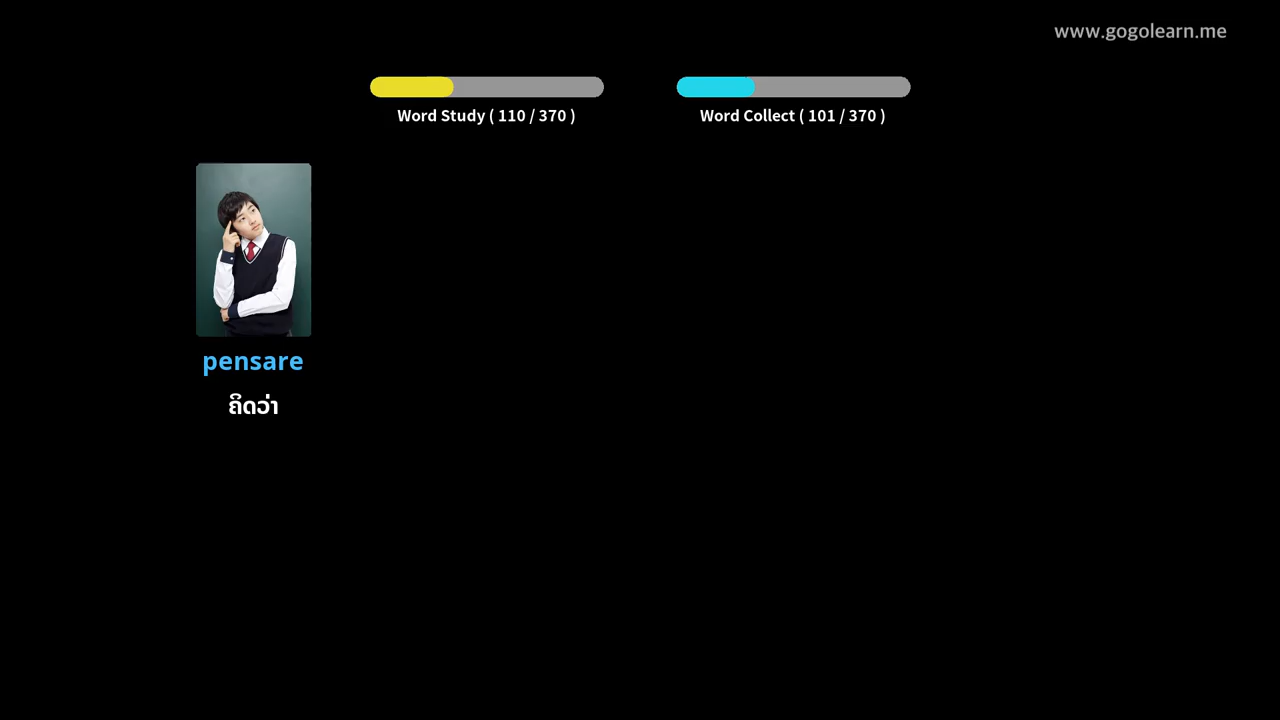 www.gogolearn.me
Word Study ( 110 / 370 )
Word Collect ( 101 / 370 )
pensare
คิดว่า